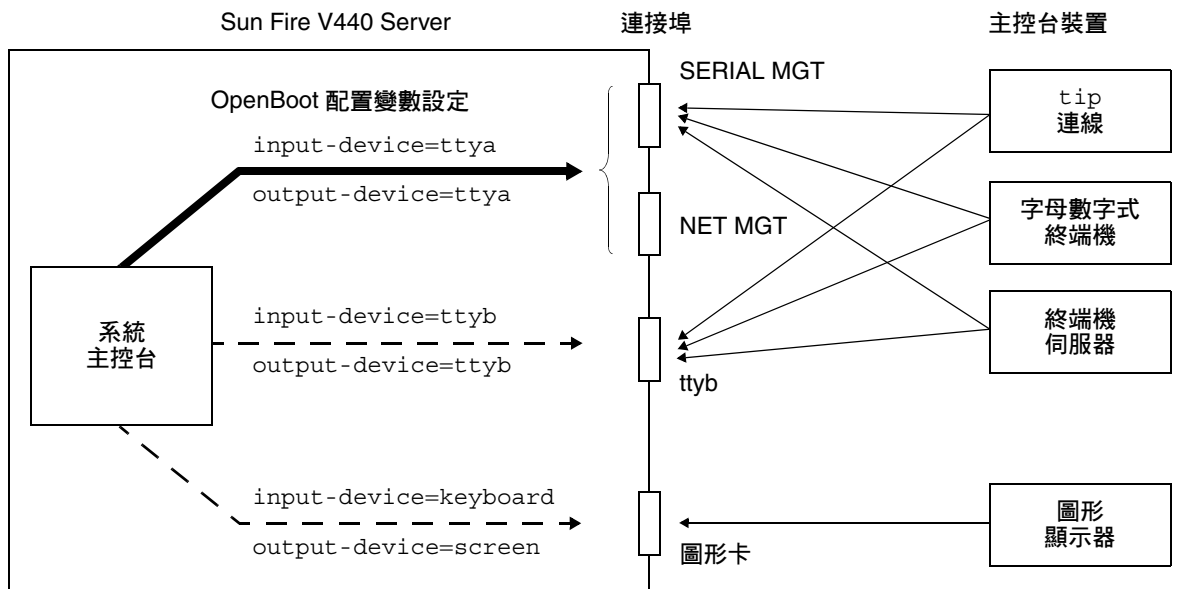 Sun Fire V440 Server
連接埠
主控台裝置
SERIAL MGT
OpenBoot 配置變數設定
input-device=ttya
output-device=ttya
NET MGT
tip
連線
字母數字式
終端機
系統
主控台
input-device=ttyb
output-device=ttyb
ttyb
終端機
伺服器
input-device=keyboard
output-device=screen
圖形卡
圖形
顯示器